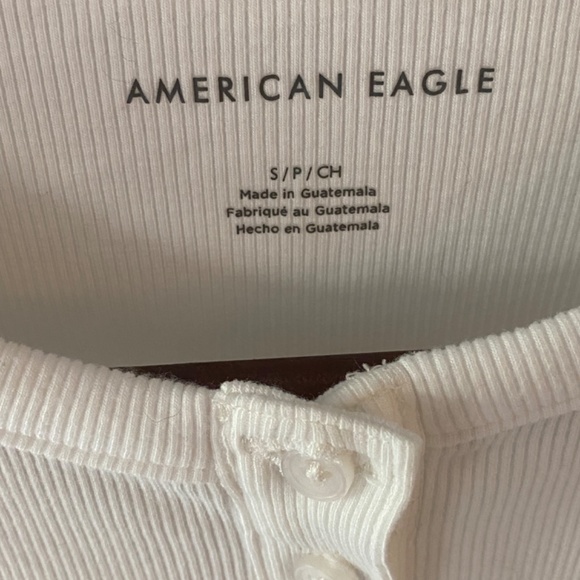 AMERICAN EAGLE
S/P/CH
Made in Guatemala
Fabriqué au Guatemala
Hecho en Guatemala